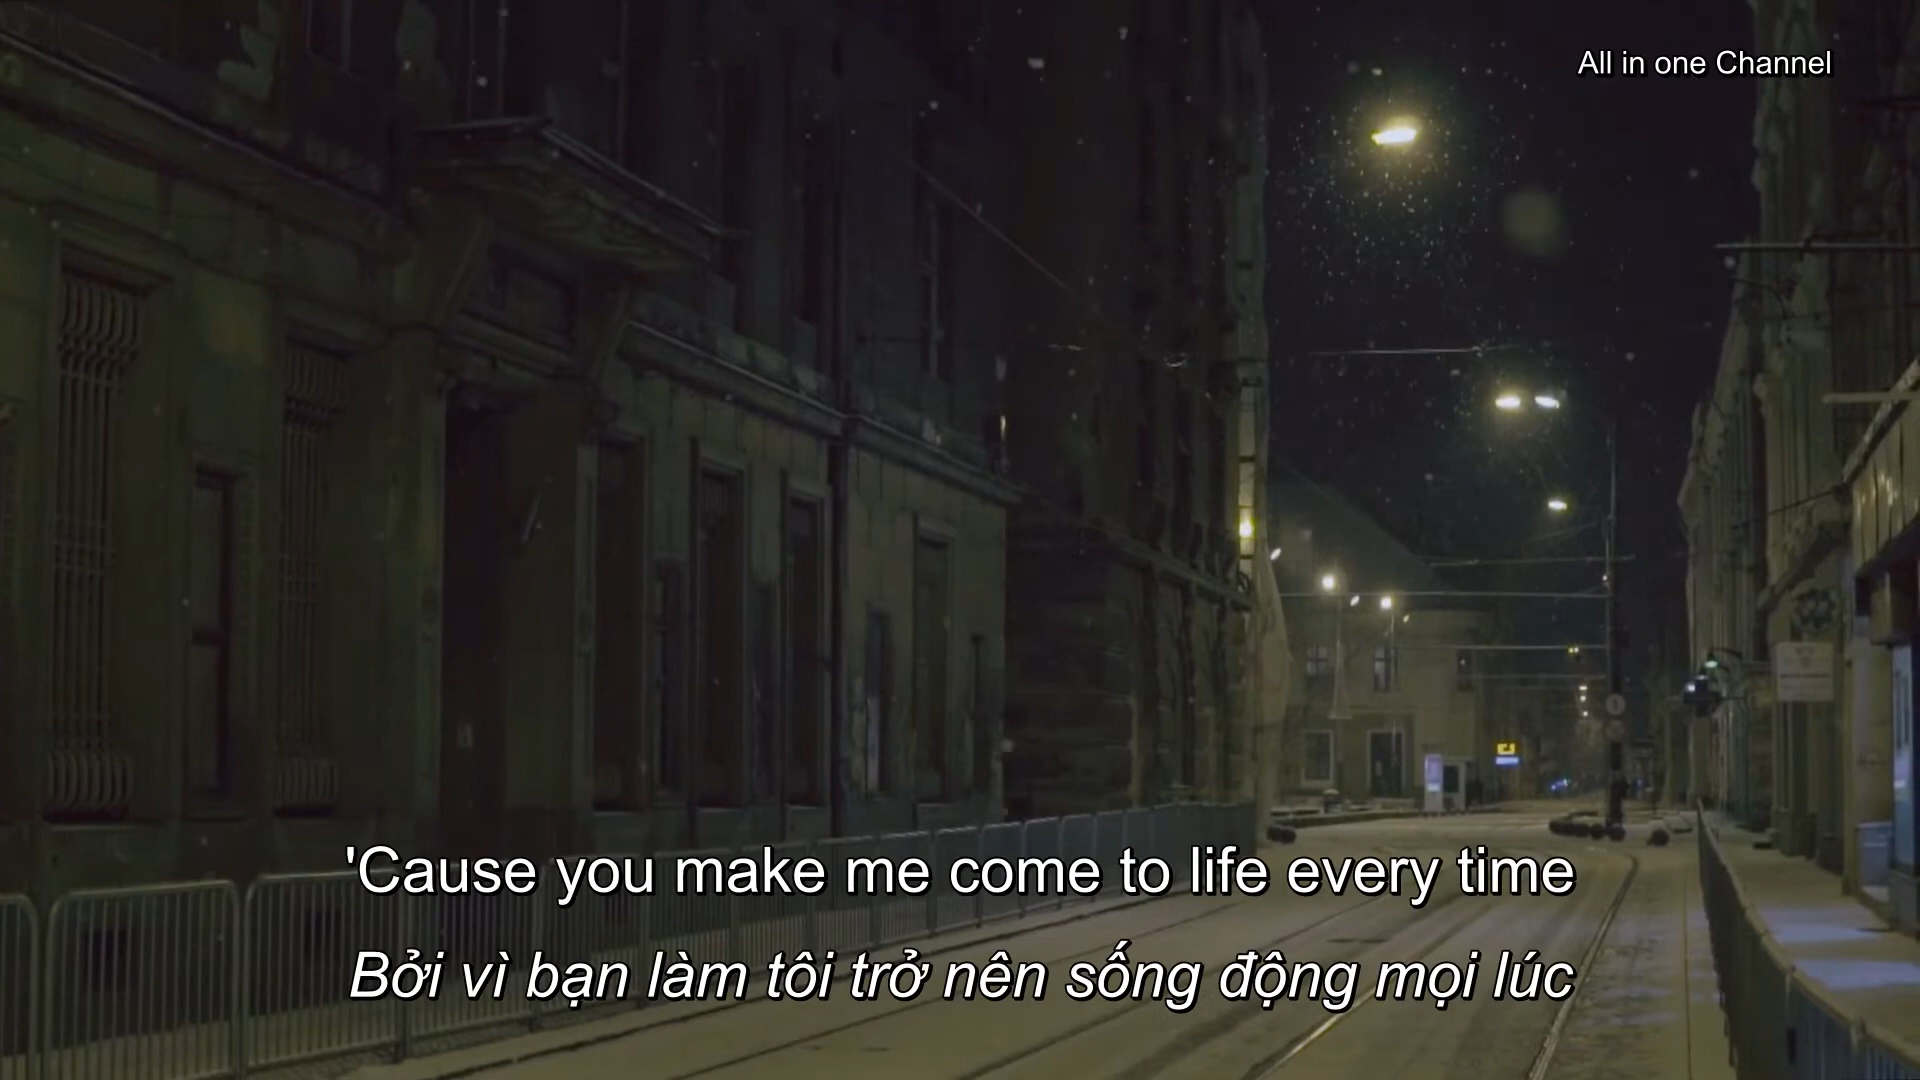 All in one Channel
'Cause you make me come to life every time
Bởi vì bạn làm tôi trở nên sống động mọi lúc